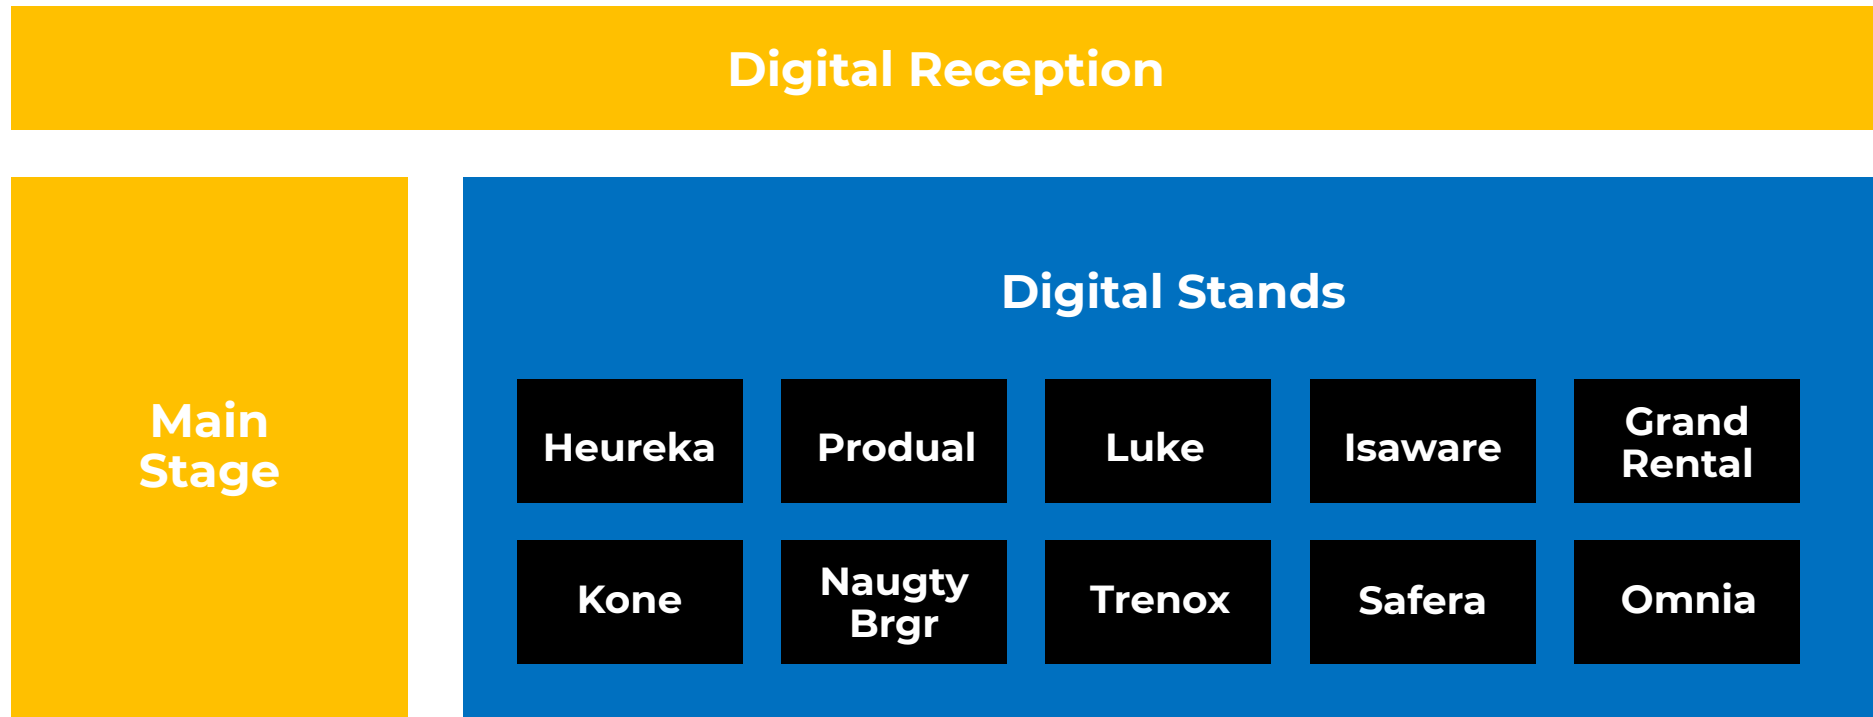 Digital Reception
Main
Stage
Digital Stands
Heureka
Produal
Luke
Isaware
Grand
Rental
Kone
Naugty
Brgr
Trenox
Safera
Omnia